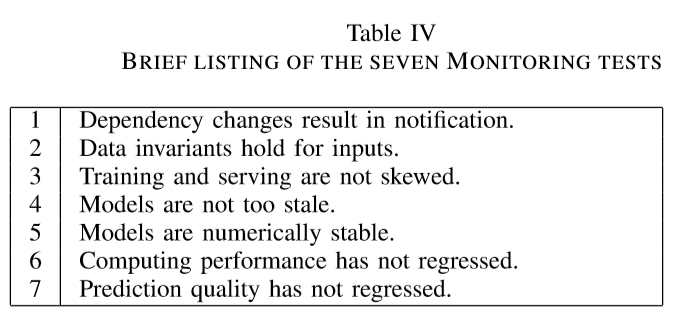 Table IV
BRIEF LISTING OF THE SEVEN MONITORING TESTS
1 Dependency changes result in notification.
2 Data invariants hold for inputs.
3 Training and serving are not skewed.
4 Models are not too stale.
5 Models are numerically stable.
6 Computing performance has not regressed.
7 Prediction quality has not regressed.